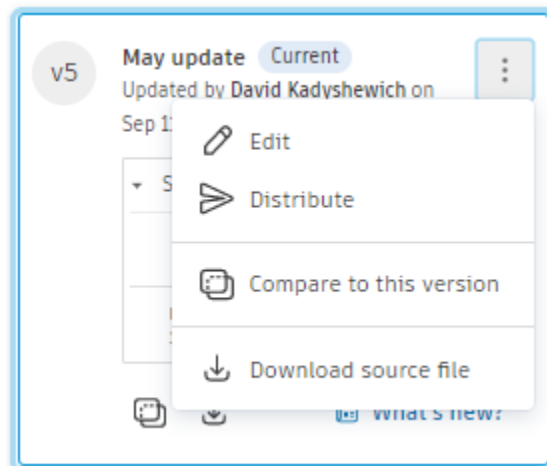 v5
May update Current
Updated by David Kadyshewich on
Sep 1
Edit
Distribute
Compare to this version
Download source file
What's new?